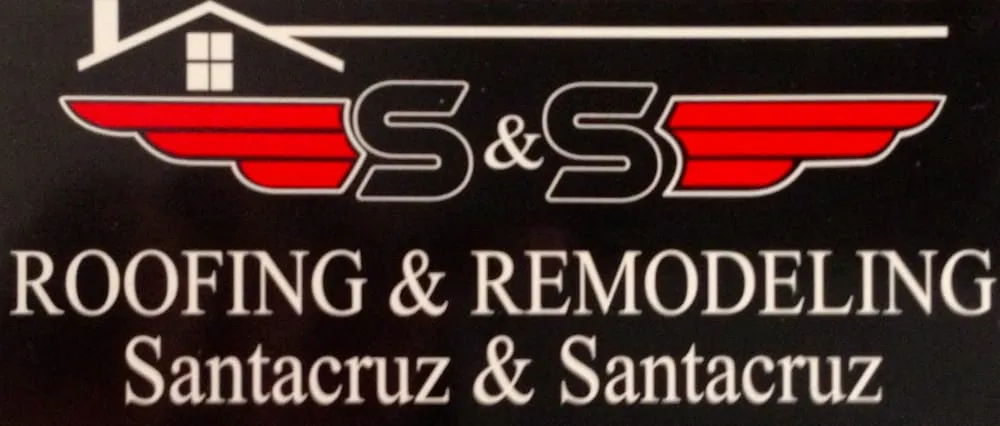 S & S
ROOFING & REMODELING
Santacruz & Santacruz